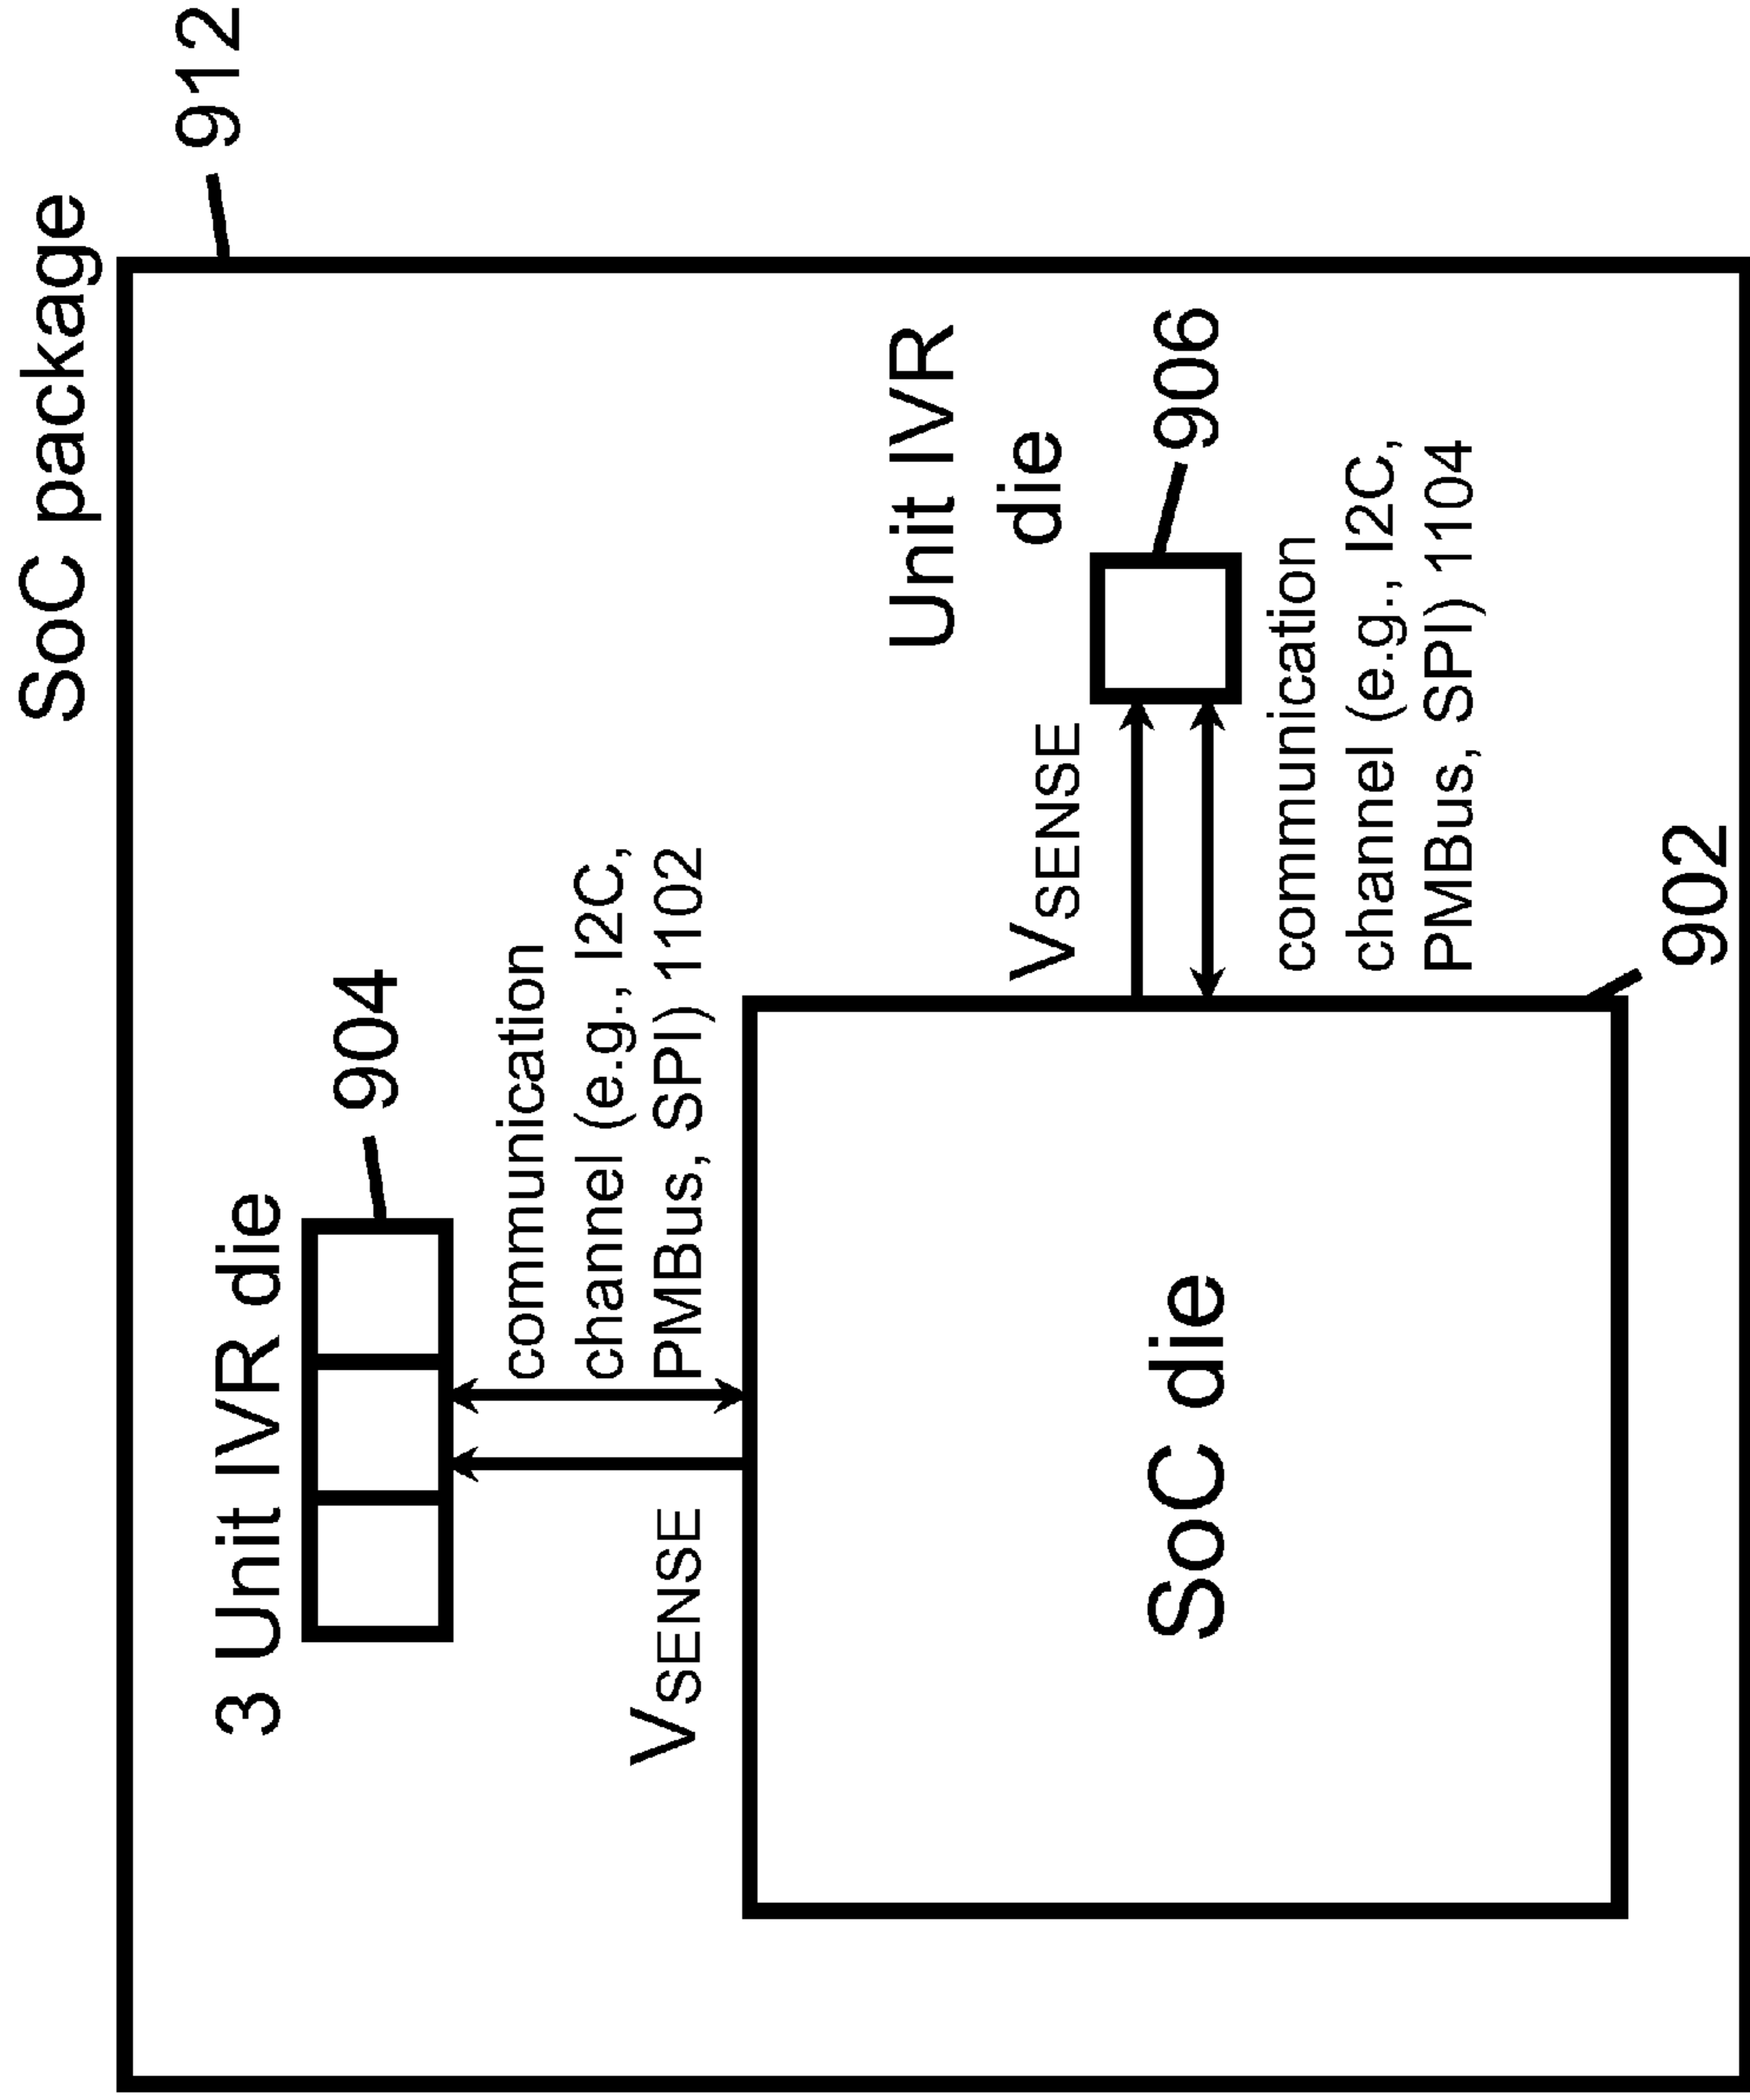 SoC package
912
3 Unit IVR die
904
communication
channel (e.g., I2C,
PMBus, SPI) 1102
VSENSE
Unit IVR
die
906
VSENSE
communication
channel (e.g., I2C,
PMBus, SPI) 1104
SoC die
902